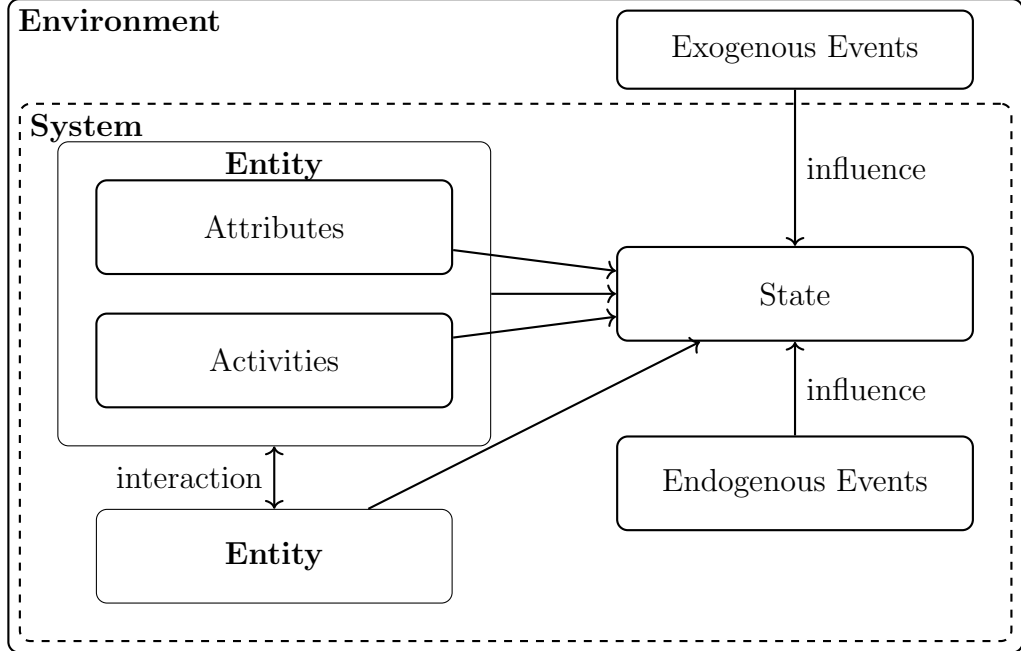 Environment
Exogenous Events
System
Entity
influence
Attributes
State
Activities
influence
interaction
Endogenous Events
Entity